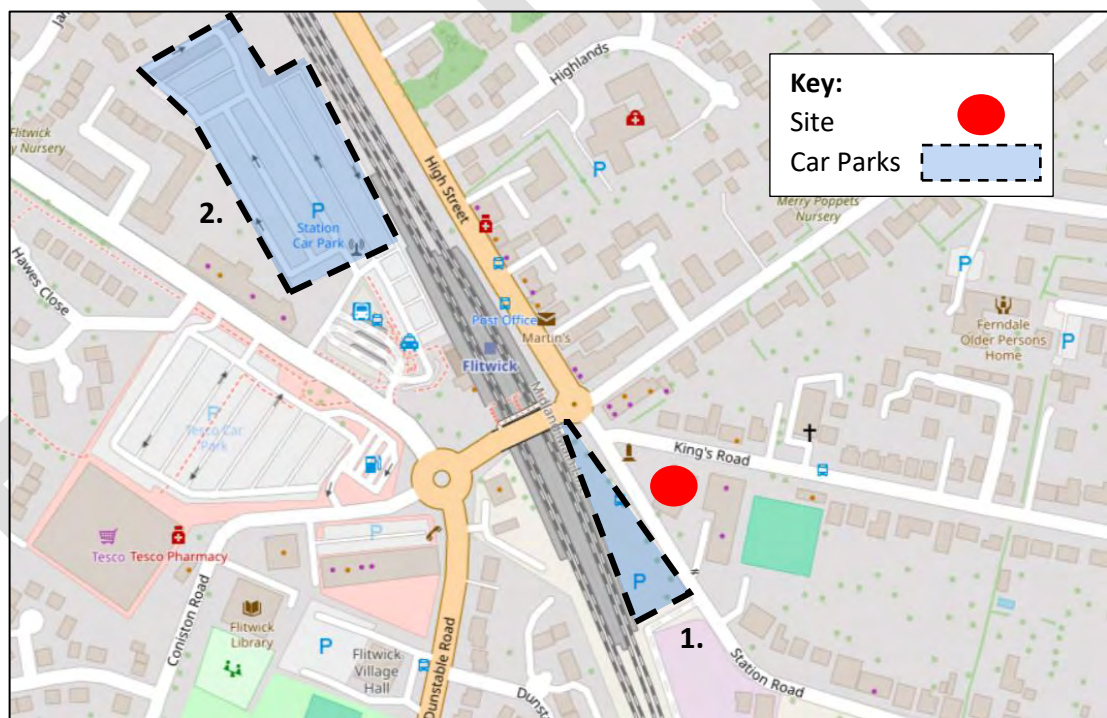 Key:
Site
Car Parks
Highlands
Flitwick
y Nursery
High Street
P
Merry Poppets
Nursery
2.
P
Station
Car Park
Hawes Close
P
Post Office
Martin's
Ferndale
Older Persons
Home
P
Flitwick
P
Tesco Car
Park
King's Road
P
Tesco
Tesco Pharmacy
P
1.
Coniston Road
Flitwick
Library
P
Flitwick
Village
Hall
Dunstable Road
Station Road